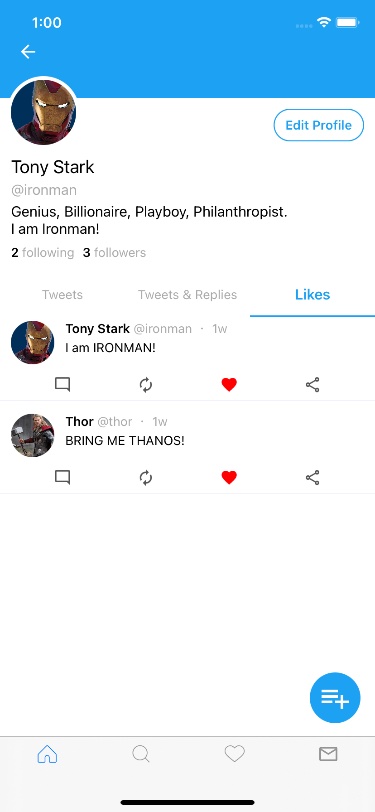 1:00
Edit Profile
Tony Stark
@ironman
Genius, Billionaire, Playboy, Philanthropist.
I am Ironman!
2 following 3 followers
Tweets Tweets & Replies Likes
Tony Stark @ironman · 1w
I am IRONMAN!
Thor @thor · 1w
BRING ME THANOS!